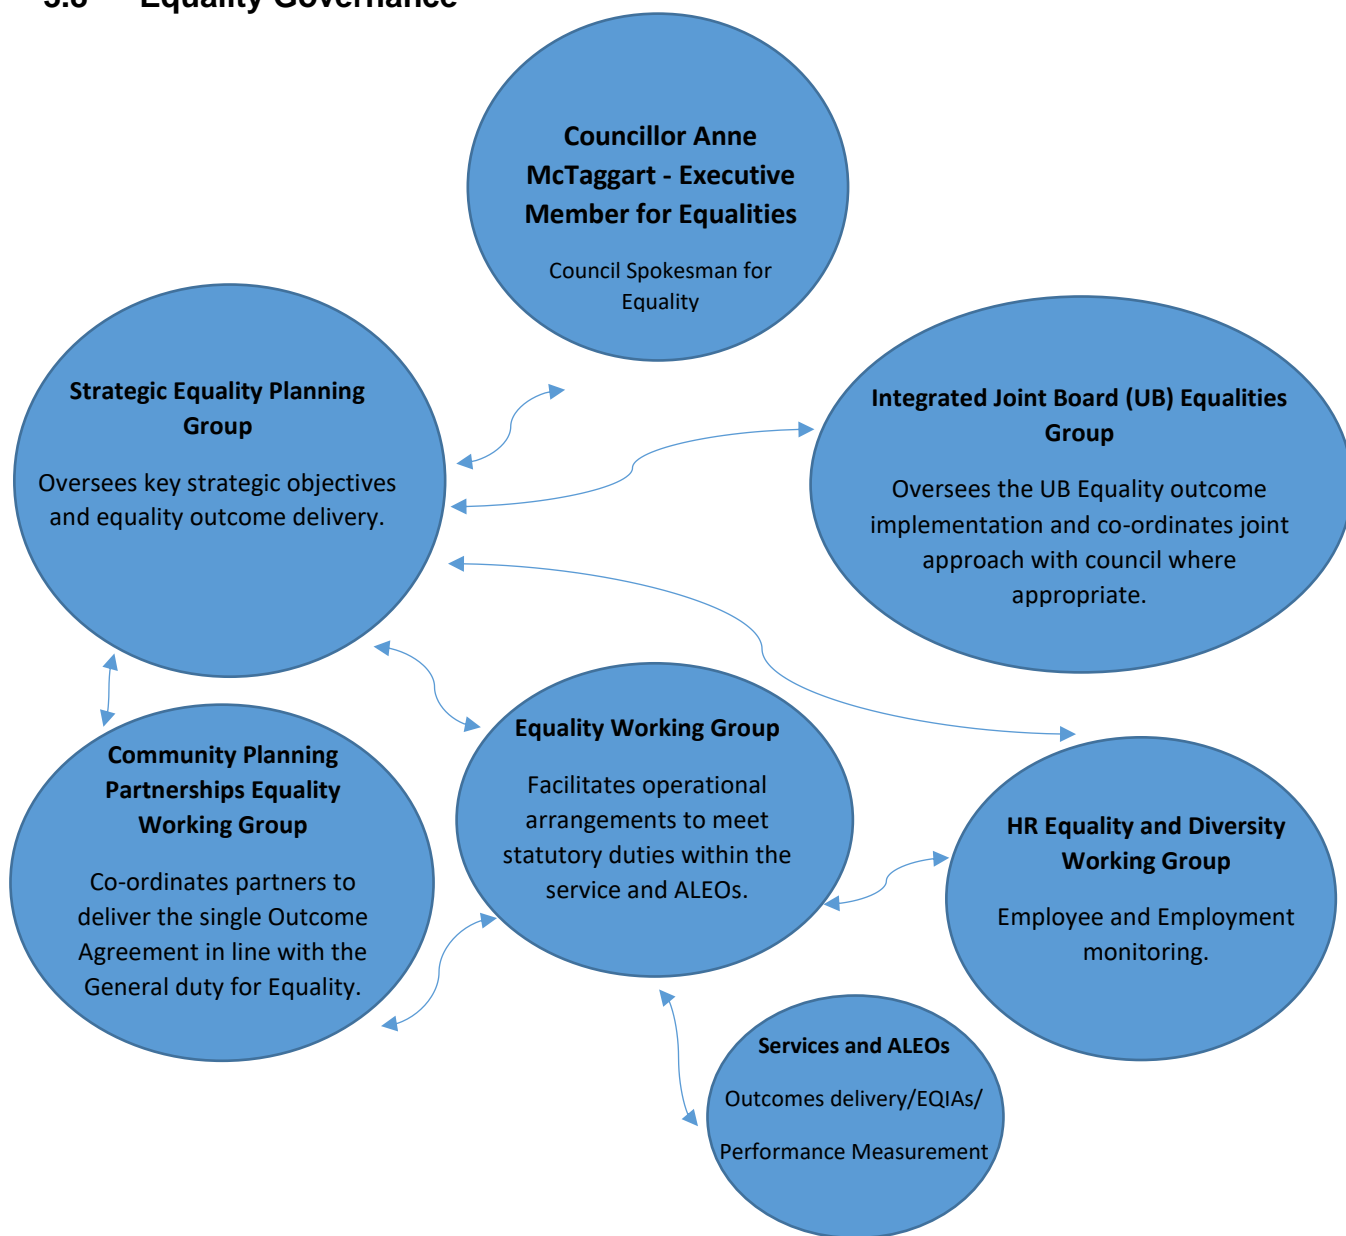 Equality Governance
Councillor Anne
McTaggart - Executive
Member for Equalities
Council Spokesman for
Equality
Strategic Equality Planning
Group
Oversees key strategic objectives
and equality outcome delivery.
Integrated Joint Board (UB) Equalities
Group
Oversees the UB Equality outcome
implementation and co-ordinates joint
approach with council where
appropriate.
Community Planning
Partnerships Equality
Working Group
Co-ordinates partners to
deliver the single Outcome
Agreement in line with the
General duty for Equality.
Equality Working Group
Facilitates operational
arrangements to meet
statutory duties within the
service and ALEOs.
HR Equality and Diversity
Working Group
Employee and Employment
monitoring.
Services and ALEOs
Outcomes delivery/EQIAs/
Performance Measurement